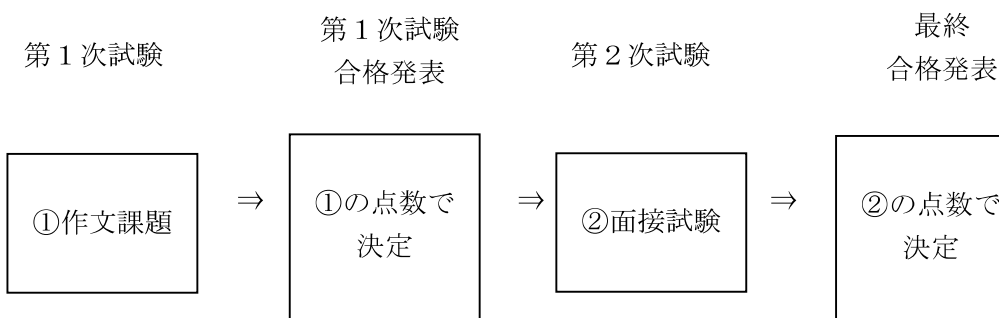 第１次試験
第１次試験
合格発表
第２次試験
最終
合格発表
①作文課題
⇒
①の点数で
決定
⇒
②面接試験
⇒
②の点数で
決定